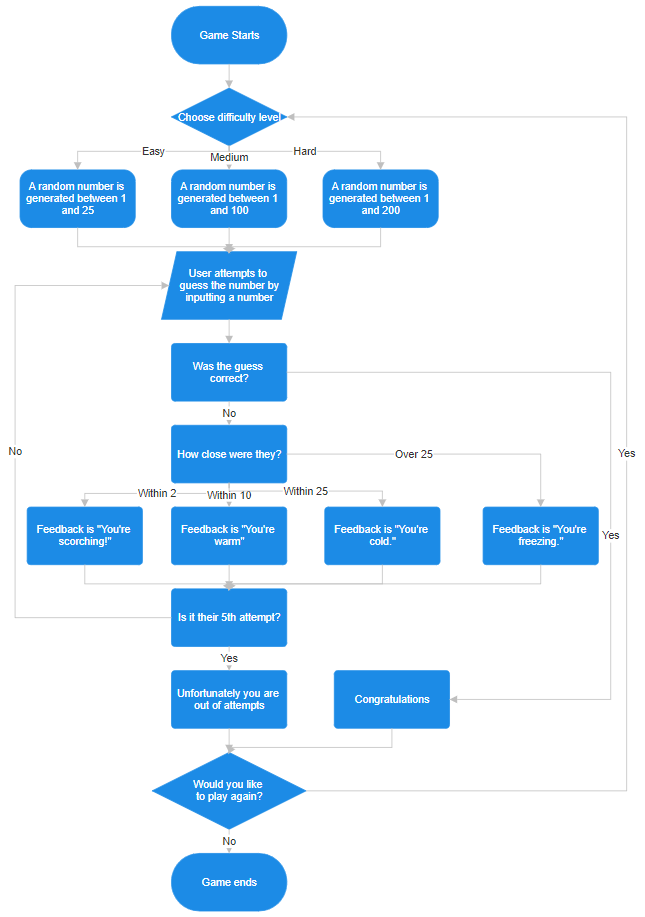 Game Starts
Choose difficulty level
Easy
Medium
Hard
A random number is
generated between 1
and 25
A random number is
generated between 1
and 100
A random number is
generated between 1
and 200
User attempts to
guess the number by
inputting a number
Was the guess
correct?
No
How close were they?
Over 25
No
Yes
Within 2
Within 10
Within 25
Feedback is "You're
scorching!"
Feedback is "You're
warm"
Feedback is "You're
cold."
Feedback is "You're
freezing."
Yes
Is it their 5th attempt?
Yes
Unfortunately you are
out of attempts
Congratulations
Would you like
to play again?
No
Game ends